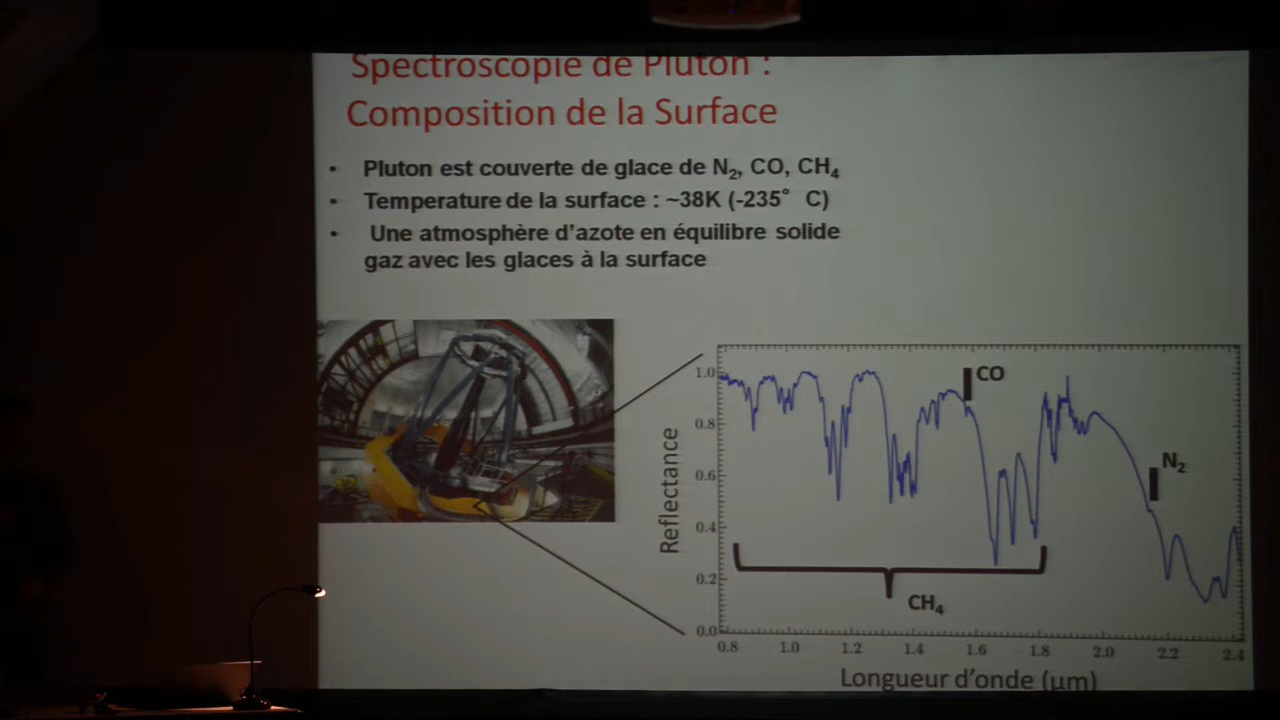 Spectroscopie de Pluton :
Composition de la Surface
• Pluton est couverte de glace de N₂, CO, CH₄
• Temperature de la surface : ~38K (-235° C)
• Une atmosphère d'azote en équilibre solide
gaz avec les glaces à la surface
Reflectance
1.0
0.8
0.6
0.4
0.2
0.0
CO
N₂
CH₄
0.8 1.0 1.2 1.4 1.6 1.8 2.0 2.2 2.4
Longueur d'onde (μm)